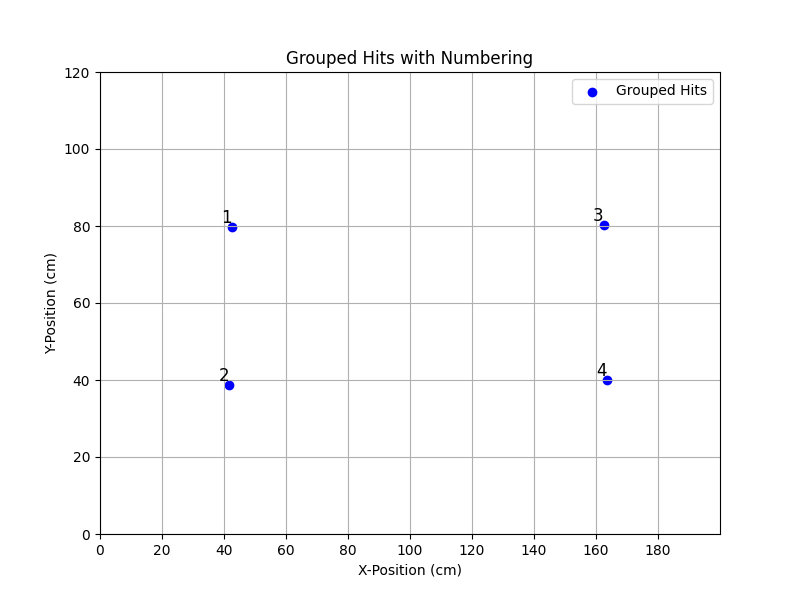 Grouped Hits with Numbering
Grouped Hits
120
100
80
60
40
20
0
Y-Position (cm)
1
3
2
4
0 20 40 60 80 100 120 140 160 180
X-Position (cm)